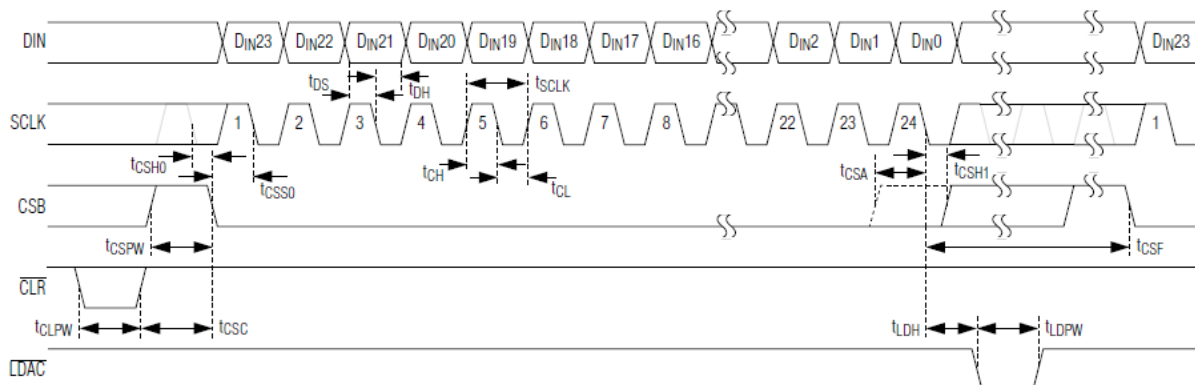 DIN DIN23 DIN22 DIN21 DIN20 DIN19 DIN18 DIN17 DIN16 DIN2 DIN1 DIN0 DIN23
tDS tDH tSCLK
SCLK 1 2 3 4 5 6 7 8 22 23 24 1
tCSH0 tCSS0 tCH tCL tCSA tCSH1
CSB
tCSPW tCSF
CLR
tCLPW tCSC tLDH tLDPW
LDAC